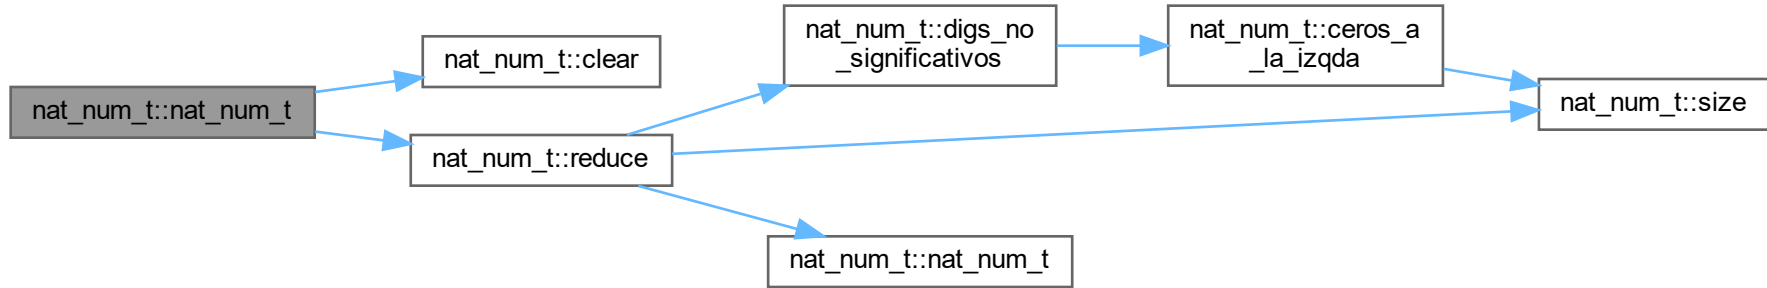 nat_num_t::nat_num_t
nat_num_t::clear
nat_num_t::reduce
nat_num_t::digs_no
_significativos
nat_num_t::nat_num_t
nat_num_t::ceros_a
_la_izqda
nat_num_t::size